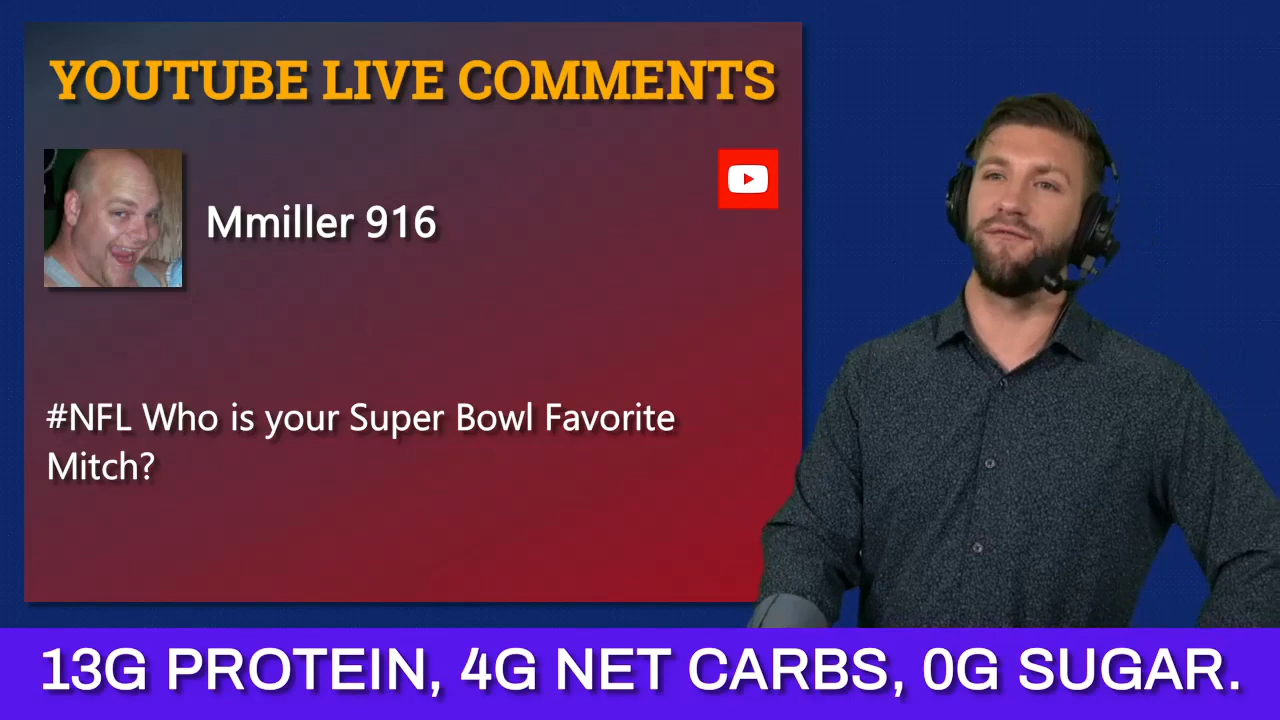 YOUTUBE LIVE COMMENTS
Mmiller 916
#NFL Who is your Super Bowl Favorite
Mitch?
13G PROTEIN, 4G NET CARBS, 0G SUGAR.